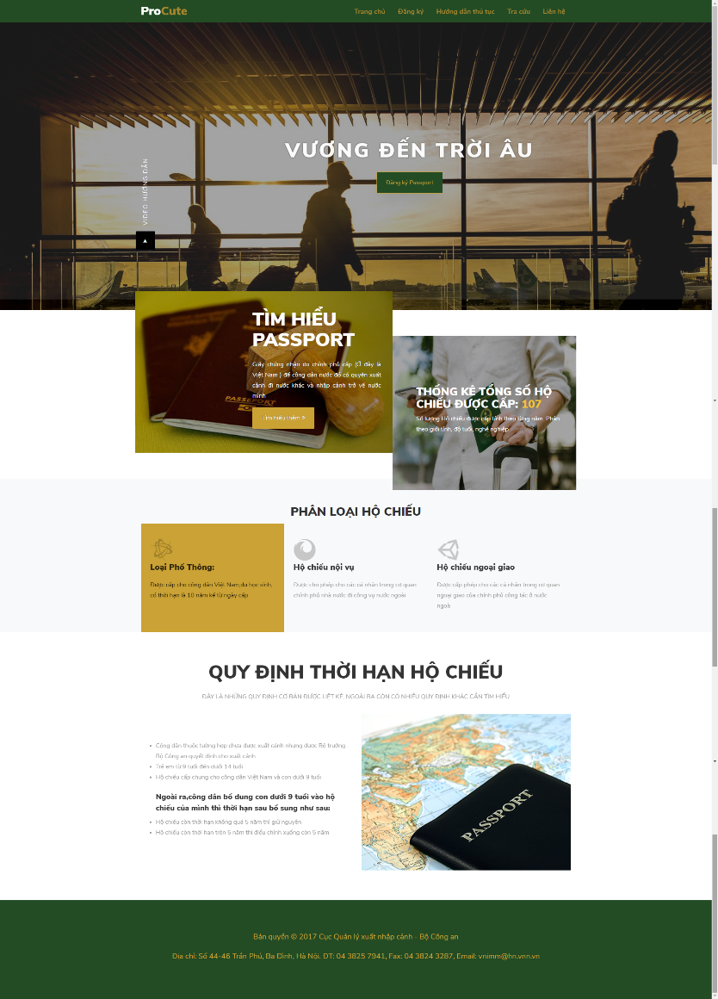 ProCute
Trang chủ Đăng ký Hướng dẫn thủ tục Tra cứu Liên hệ
VƯƠNG ĐẾN TRỜI ÂU
Đăng ký Passport
VIDEO HƯỚNG DẪN
TÌM HIỂU
PASSPORT
Giấy chứng nhận do chính phủ cấp (Ở đây là
Việt Nam ) để công dân nước đó có quyền xuất
cảnh đi nước khác và nhập cảnh trở về nước
mình
Tìm hiểu thêm
PASSEPORT
THỐNG KÊ TỔNG SỐ HỘ
CHIẾU ĐƯỢC CẤP: 107
Số lượng Hộ chiếu được cấp tính theo từng năm. Phân
theo giới tính, độ tuổi, nghề nghiệp
PHÂN LOẠI HỘ CHIẾU
Loại Phổ Thông:
Được cấp cho công dân Việt Nam,du học sinh,
có thời hạn là 10 năm kể từ ngày cấp
Hộ chiếu nội vụ
Được cho phép cho các cá nhân trong cơ quan
chính phủ nhà nước đi công vụ nước ngoài
Hộ chiếu ngoại giao
Được cấp phép cho các cá nhân trong cơ quan
ngoại giao của chính phủ công tác ở nước
ngoà
QUY ĐỊNH THỜI HẠN HỘ CHIẾU
ĐÂY LÀ NHỮNG QUY ĐỊNH CƠ BẢN ĐƯỢC LIỆT KÊ, NGOÀI RA CÒN CÓ NHIỀU QUY ĐỊNH KHÁC CẦN TÌM HIỂU
Công dân thuộc tường hợp chưa được xuất cảnh nhưng được Bộ trưởng
Bộ Công an quyết định cho xuất cảnh
Trẻ em từ 9 tuổi đến dưới 14 tuổi
Hộ chiếu cấp chung cho công dân Việt Nam và con dưới 9 tuổi
Ngoài ra,công dân bổ dung con dưới 9 tuổi vào hộ
chiếu của mình thì thời hạn sau bổ sung như sau:
Hộ chiếu còn thời hạn không quá 5 năm thì giữ nguyên
Hộ chiếu còn thời hạn trên 5 năm thì điều chỉnh xuống còn 5 năm
PASSPORT
Bản quyền © 2017 Cục Quản lý xuất nhập cảnh - Bộ Công an
Địa chỉ: Số 44-46 Trần Phú, Ba Đình, Hà Nội. ĐT: 04 3825 7941, Fax: 04 3824 3287, Email: vnimm@hn.vnn.vn